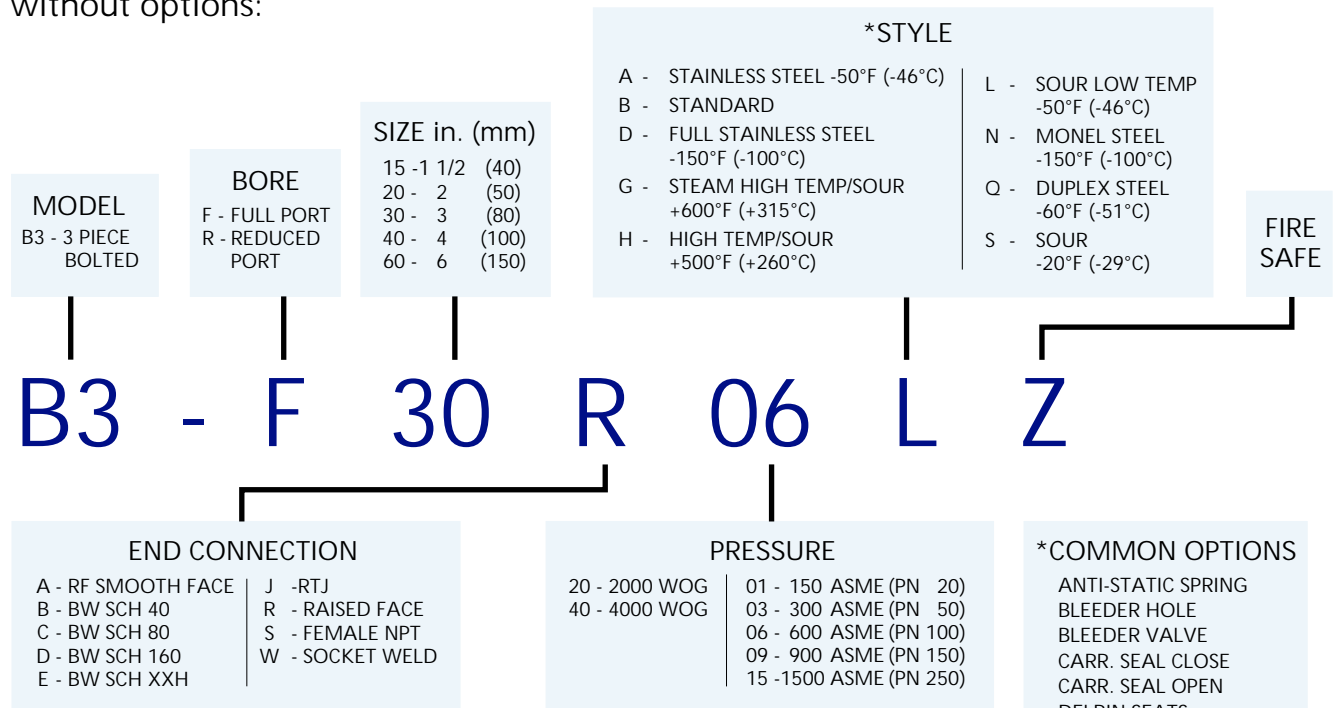 without options:
*STYLE
A - STAINLESS STEEL -50°F (-46°C)
B - STANDARD
D - FULL STAINLESS STEEL
-150°F (-100°C)
G - STEAM HIGH TEMP/SOUR
+600°F (+315°C)
H - HIGH TEMP/SOUR
+500°F (+260°C)
L - SOUR LOW TEMP
-50°F (-46°C)
N - MONEL STEEL
-150°F (-100°C)
Q - DUPLEX STEEL
-60°F (-51°C)
S - SOUR
-20°F (-29°C)
SIZE in. (mm)
15 -1 1/2 (40)
20 - 2 (50)
30 - 3 (80)
40 - 4 (100)
60 - 6 (150)
BORE
F - FULL PORT
R - REDUCED
PORT
MODEL
B3 - 3 PIECE
BOLTED
FIRE
SAFE
B3 - F 30 R 06 L Z
END CONNECTION
A - RF SMOOTH FACE
B - BW SCH 40
C - BW SCH 80
D - BW SCH 160
E - BW SCH XXH
J -RTJ
R - RAISED FACE
S - FEMALE NPT
W - SOCKET WELD
PRESSURE
20 - 2000 WOG
40 - 4000 WOG
01 - 150 ASME (PN 20)
03 - 300 ASME (PN 50)
06 - 600 ASME (PN 100)
09 - 900 ASME (PN 150)
15 -1500 ASME (PN 250)
*COMMON OPTIONS
ANTI-STATIC SPRING
BLEEDER HOLE
BLEEDER VALVE
CARR. SEAL CLOSE
CARR. SEAL OPEN
DELRIN SEATS